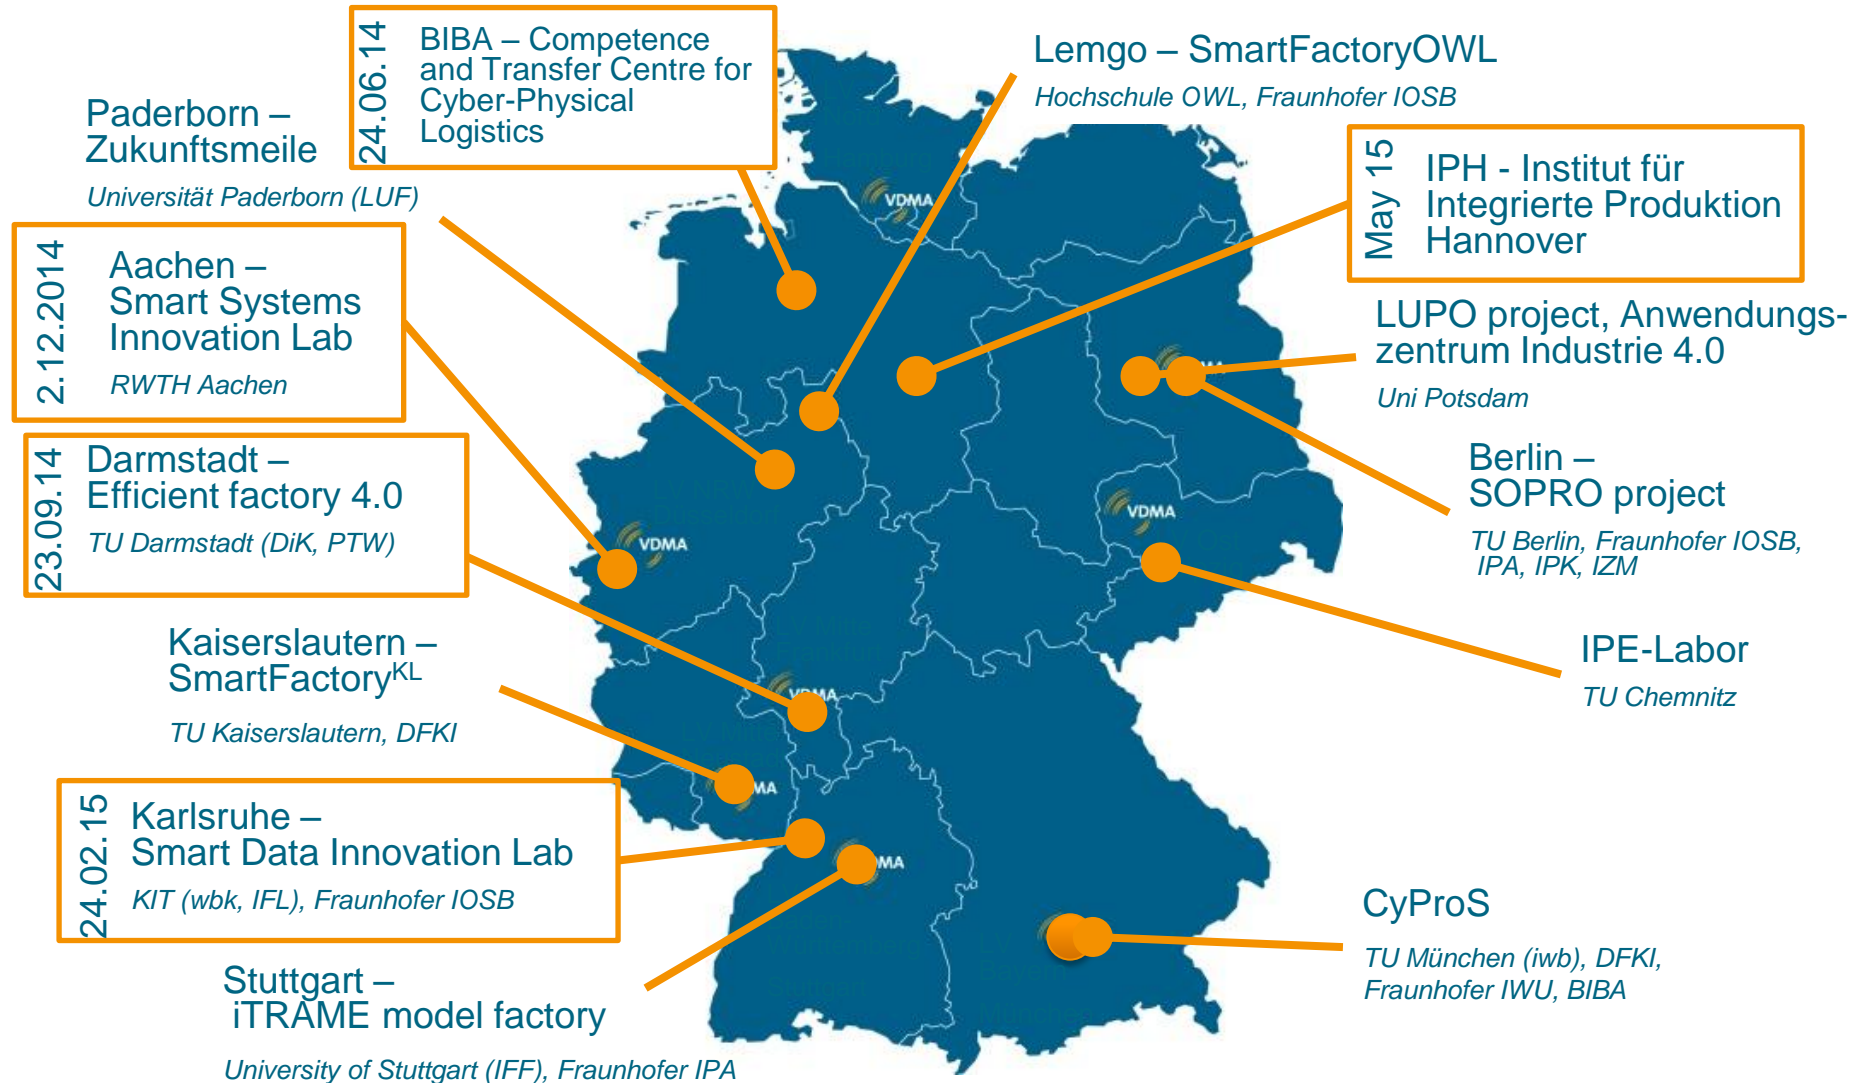 24.06.14
BIBA – Competence
and Transfer Centre for
Cyber-Physical
Logistics
Lemgo – SmartFactoryOWL
Hochschule OWL, Fraunhofer IOSB
Paderborn –
Zukunftsmeile
Universität Paderborn (LUF)
May 15
IPH - Institut für
Integrierte Produktion
Hannover
2.12.2014
Aachen –
Smart Systems
Innovation Lab
RWTH Aachen
LUPO project, Anwendungs-
zentrum Industrie 4.0
Uni Potsdam
23.09.14
Darmstadt –
Efficient factory 4.0
TU Darmstadt (DiK, PTW)
Berlin –
SOPRO project
TU Berlin, Fraunhofer IOSB,
IPA, IPK, IZM
Kaiserslautern –
SmartFactoryKL
TU Kaiserslautern, DFKI
IPE-Labor
TU Chemnitz
24.02.15
Karlsruhe –
Smart Data Innovation Lab
KIT (wbk, IFL), Fraunhofer IOSB
CyProS
TU München (iwb), DFKI,
Fraunhofer IWU, BIBA
Stuttgart –
iTRAME model factory
University of Stuttgart (IFF), Fraunhofer IPA
VDMA
VDMA
VDMA
VDMA